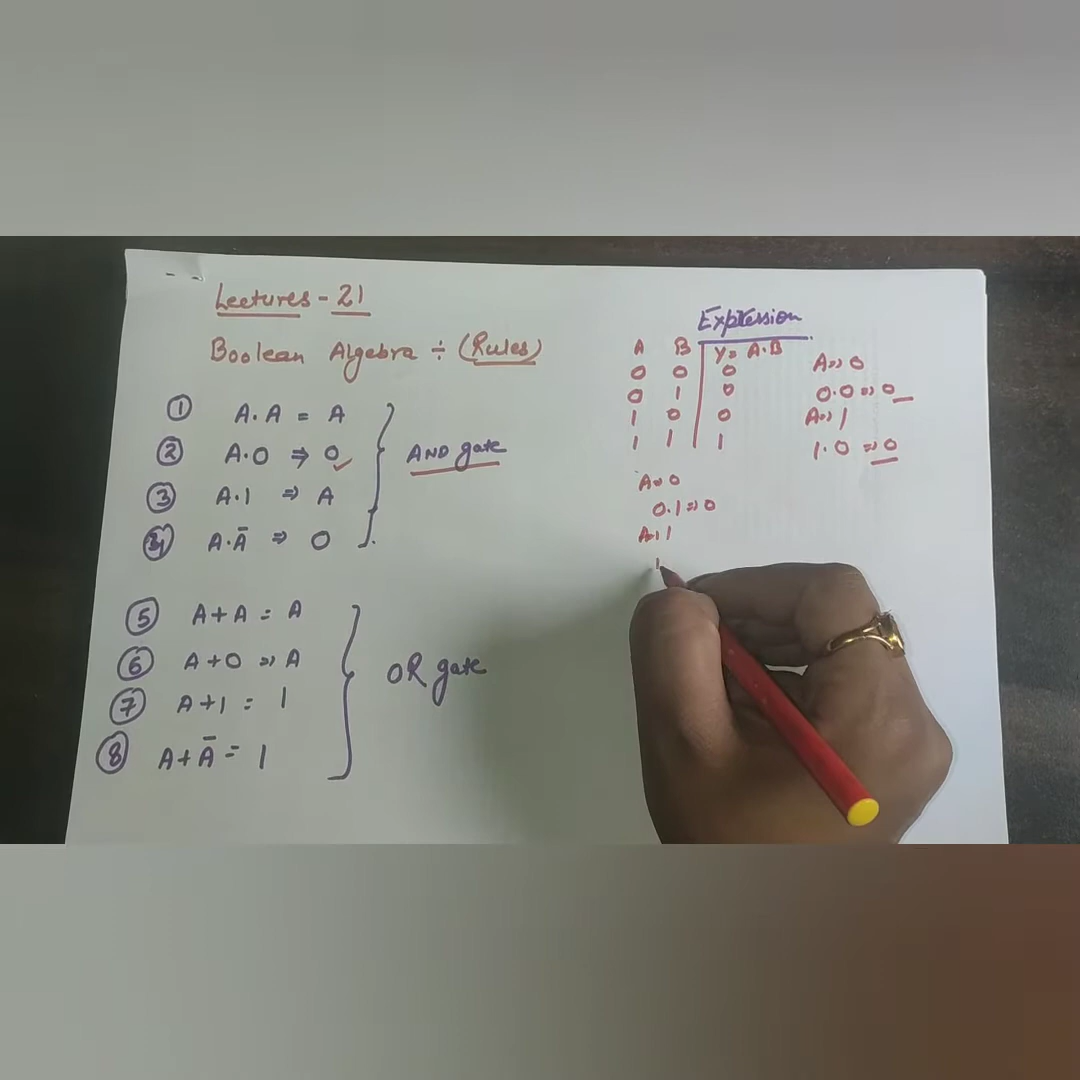 Lectures - 21
Boolean Algebra ÷ (Rules)
① A.A = A
② A.0 ⇒ 0 ✓
③ A.1 ⇒ A
④ A.Ā ⇒ 0
AND gate
⑤ A+A = A
⑥ A+0 ⇒ A
⑦ A+1 = 1
⑧ A+Ā = 1
OR gate
Expression
A B Y = A.B
0 0 0
0 1 0
1 0 0
1 1 1
A⇒0
0.0 ⇒ 0
A⇒1
1.0 ⇒ 0
A⇒0
0.1 ⇒ 0
A⇒1
1